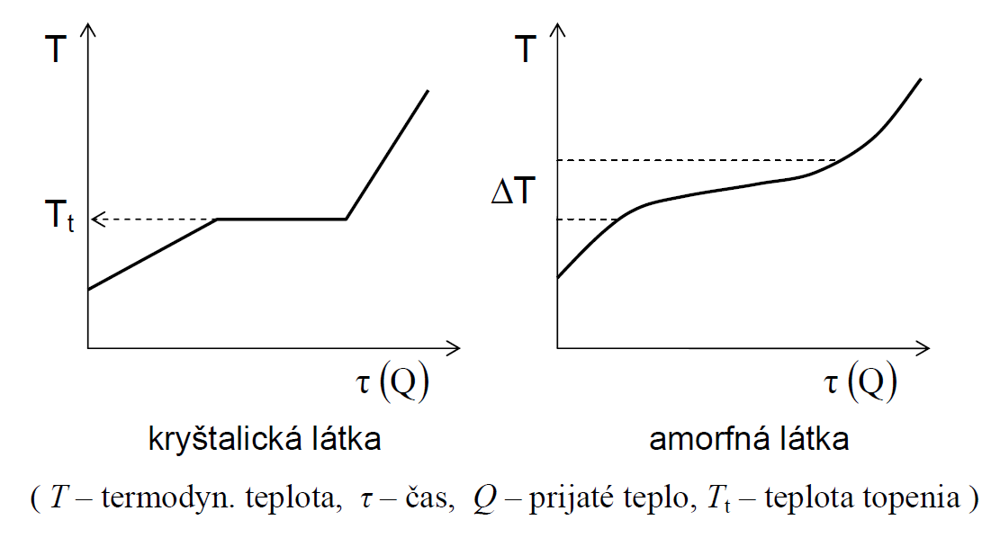 T
T
Tt
ΔT
τ (Q)
τ (Q)
kryštalická látka
amorfná látka
( T – termodyn. teplota, τ – čas, Q – prijaté teplo, Tt – teplota topenia )